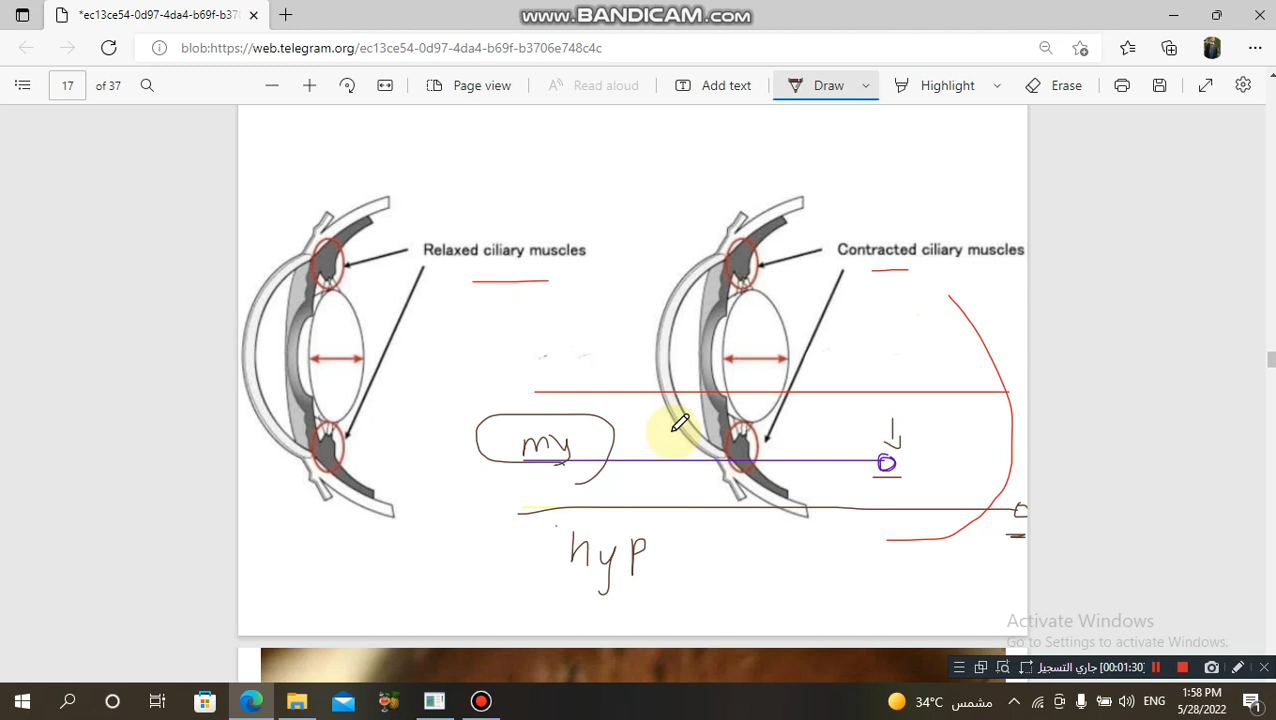 www.BANDICAM.com
*ec13ce54-0d97-4da4-b69f-b370
blob:https://web.telegram.org/ec13ce54-0d97-4da4-b69f-b3706e748c4c
17 of 37
Page view
Read aloud
Add text
Draw
Highlight
Erase
Relaxed ciliary muscles
Contracted ciliary muscles
my
hyp
Activate Windows
Go to Settings to activate Windows.
جاري التسجيل [00:01:30]
34°C مشمس
ENG
1:58 PM
5/28/2022
1